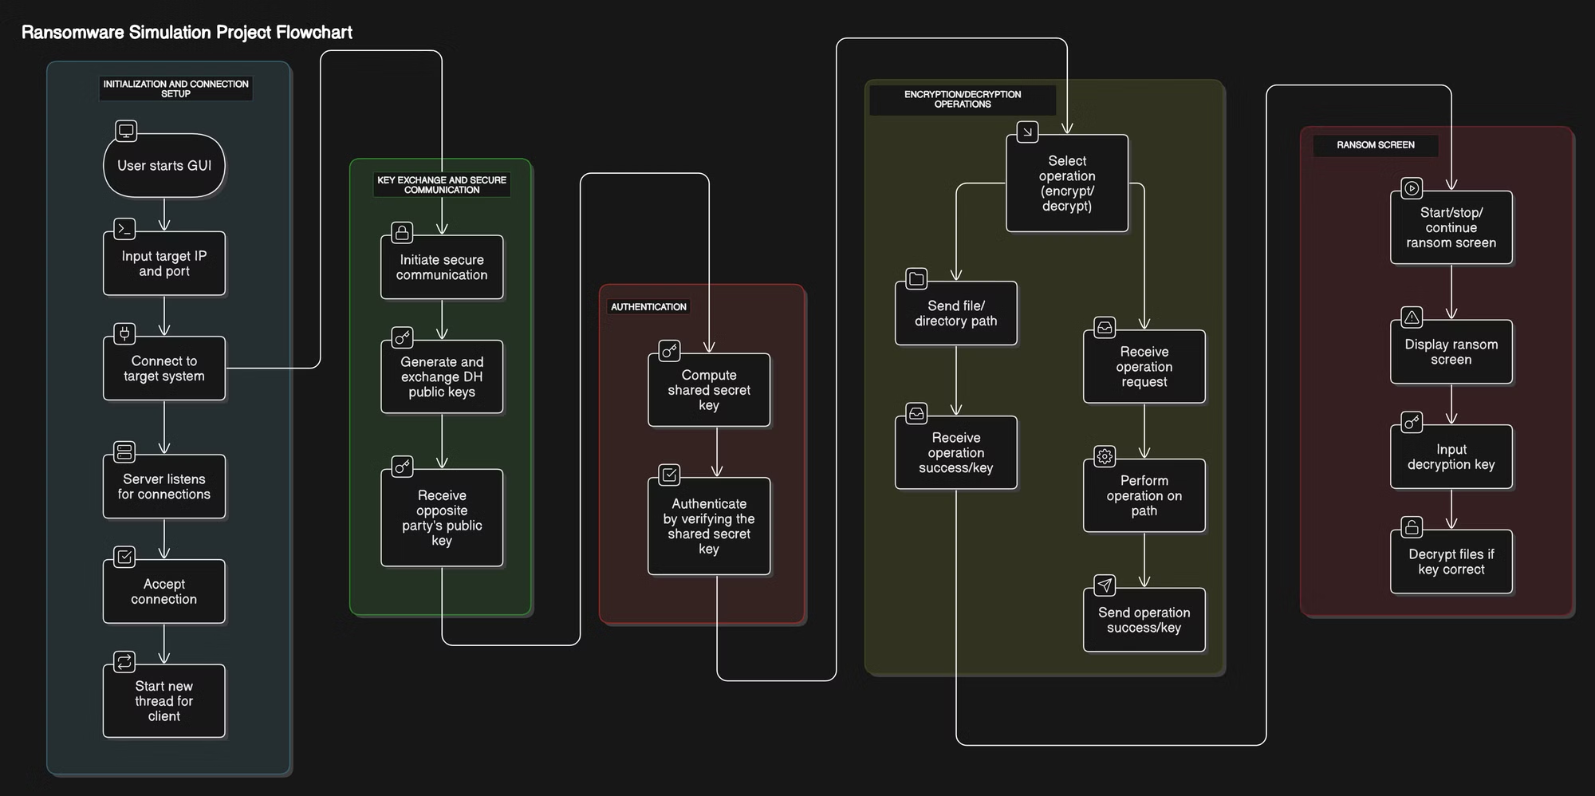 Ransomware Simulation Project Flowchart
INITIALIZATION AND CONNECTION
SETUP
User starts GUI
Input target IP
and port
Connect to
target system
Server listens
for connections
Accept
connection
Start new
thread for
client
KEY EXCHANGE AND SECURE
COMMUNICATION
Initiate secure
communication
Generate and
exchange DH
public keys
Receive
opposite
party's public
key
AUTHENTICATION
Compute
shared secret
key
Authenticate
by verifying the
shared secret
key
ENCRYPTION/DECRYPTION
OPERATIONS
Select
operation
(encrypt/
decrypt)
Send file/
directory path
Receive
operation
success/key
Receive
operation
request
Perform
operation on
path
Send operation
success/key
RANSOM SCREEN
Start/stop/
continue
ransom screen
Display ransom
screen
Input
decryption key
Decrypt files if
key correct